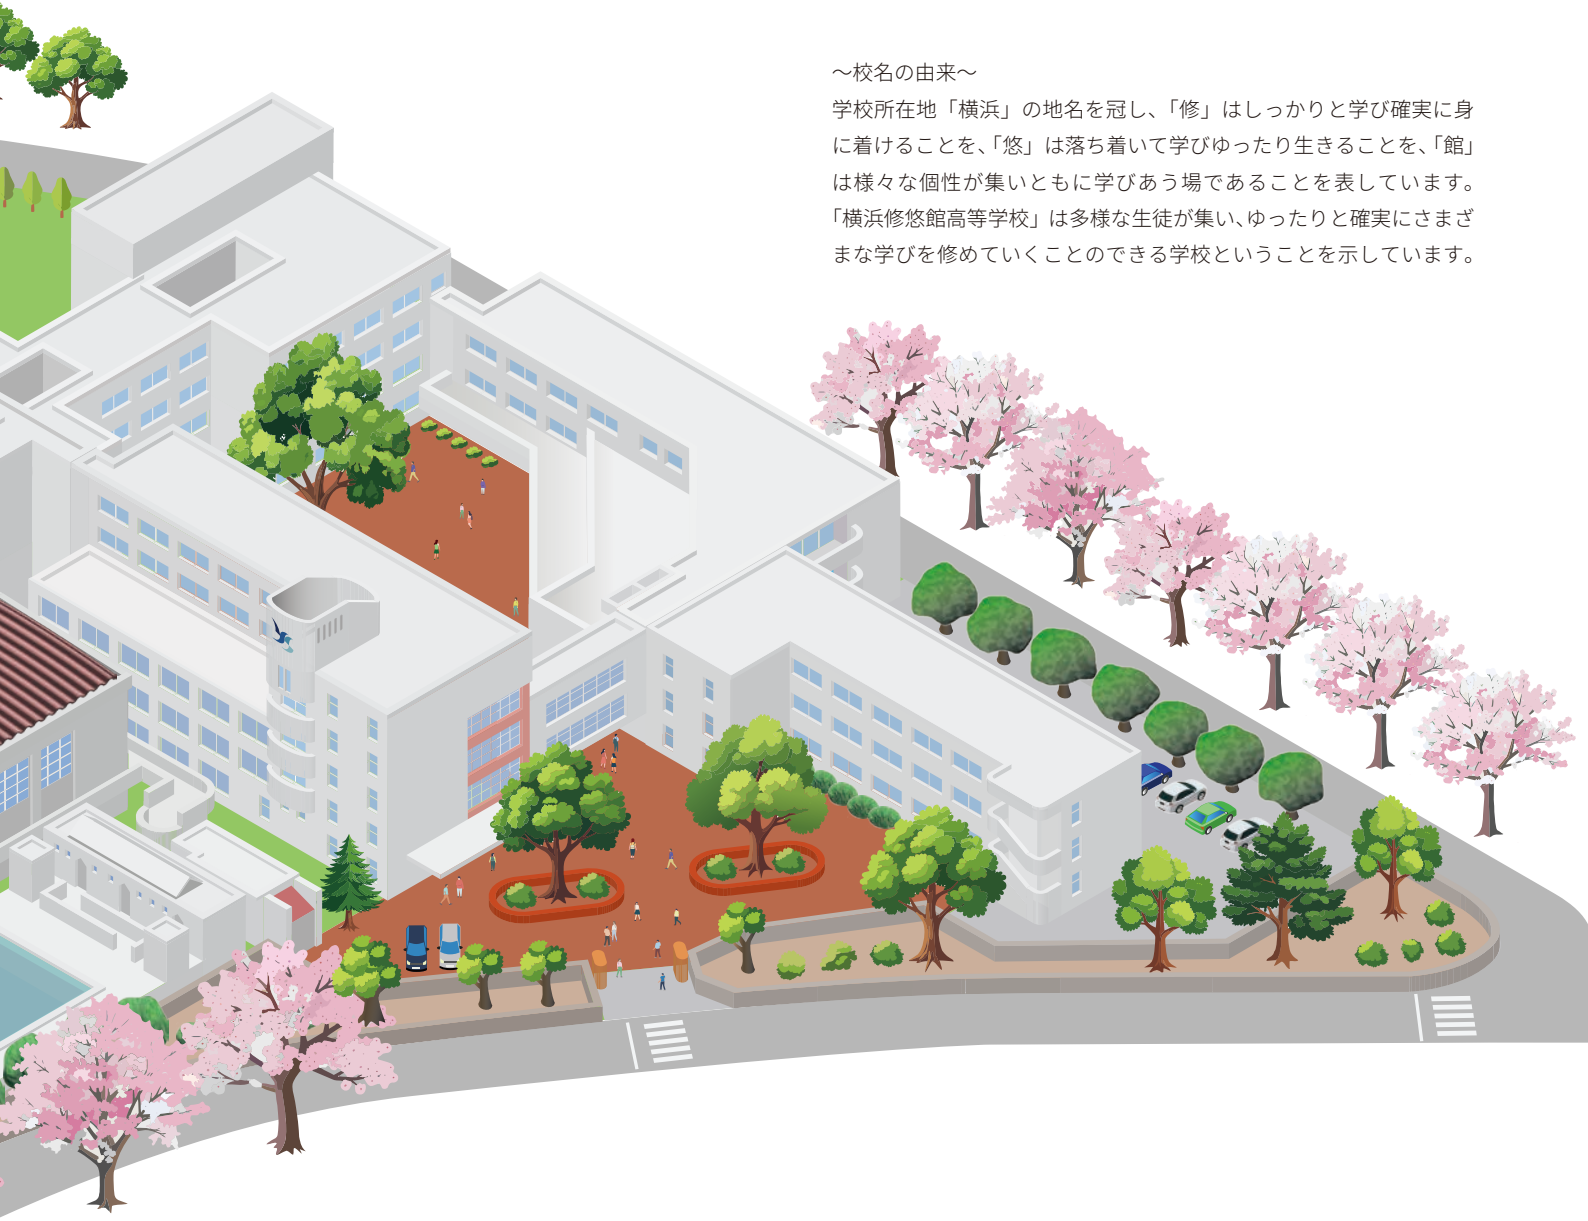 ～校名の由来～
学校所在地「横浜」の地名を冠し、「修」はしっかりと学び確実に身
に着けることを、「悠」は落ち着いて学びゆったり生きることを、「館」
は様々な個性が集いともに学びあう場であることを表しています。
「横浜修悠館高等学校」は多様な生徒が集い、ゆったりと確実にさまざ
まな学びを修めていくことのできる学校ということを示しています。